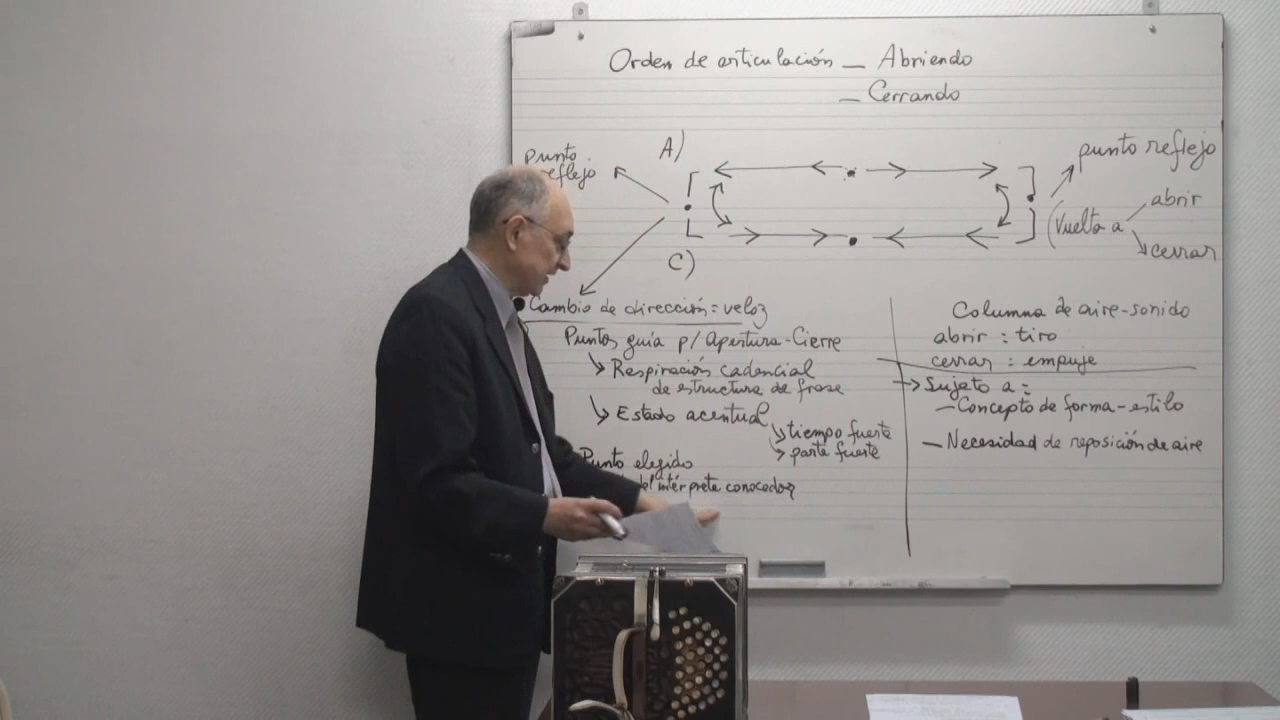 Orden de articulación — Abriendo
— Cerrando
A)
punto
reflejo
punto reflejo
(Vuelta a
abrir
cerrar
C)
Cambio de dirección = veloz
Puntos guía p/ Apertura-Cierre
Respiración cadencial
de estructura de frase
Estado acentual
tiempo fuerte
parte fuerte
Punto elegido
del intérprete conocedor
Columna de aire-sonido
abrir : tiro
cerrar : empuje
Sujeto a :
— Concepto de forma-estilo
— Necesidad de reposición de aire